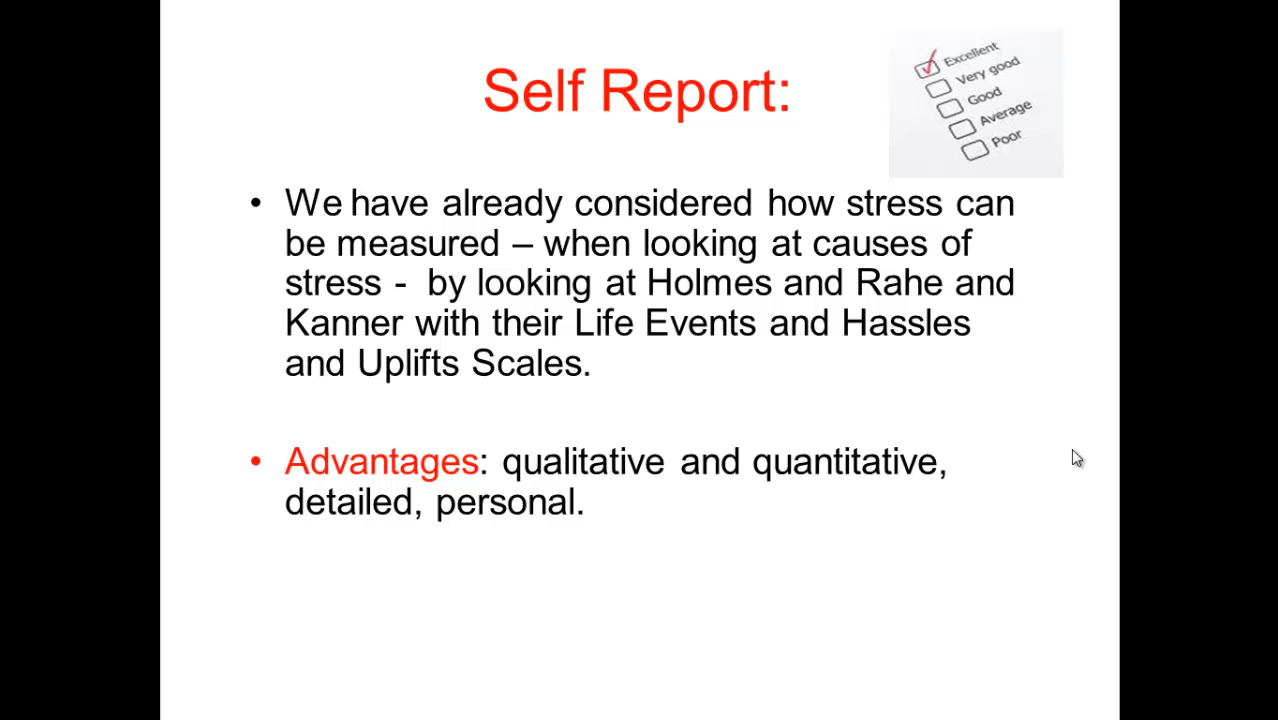 Self Report:
Excellent
Very good
Good
Average
Poor
• We have already considered how stress can
be measured – when looking at causes of
stress - by looking at Holmes and Rahe and
Kanner with their Life Events and Hassles
and Uplifts Scales.
• Advantages: qualitative and quantitative,
detailed, personal.